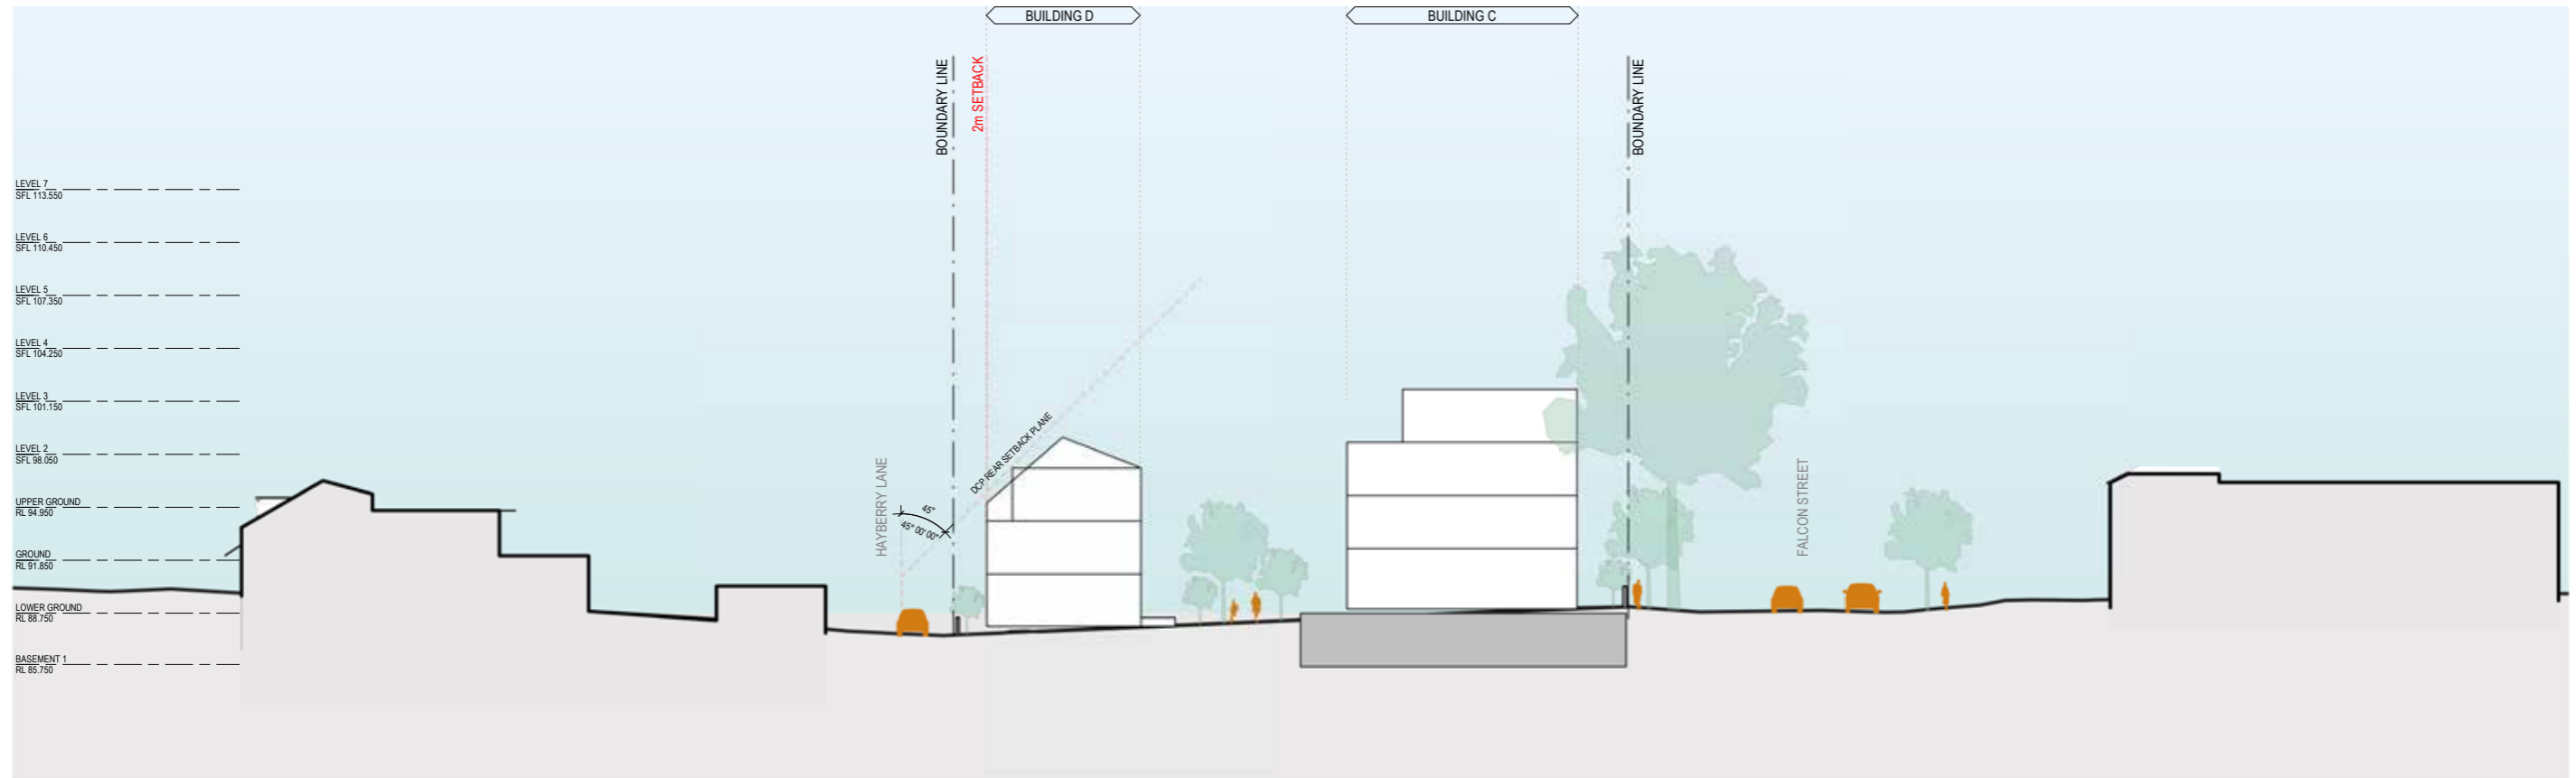 BUILDING D
BUILDING C
BOUNDARY LINE
2m SETBACK
BOUNDARY LINE
LEVEL 7
SFL 113.550
LEVEL 6
SFL 110.450
LEVEL 5
SFL 107.350
LEVEL 4
SFL 104.250
LEVEL 3
SFL 101.150
LEVEL 2
SFL 98.050
UPPER GROUND
RL 94.950
GROUND
RL 91.850
LOWER GROUND
RL 88.750
BASEMENT 1
RL 85.750
HAYBERRY LANE
45°
45° 00' 00"
DCP REAR SETBACK PLANE
FALCON STREET